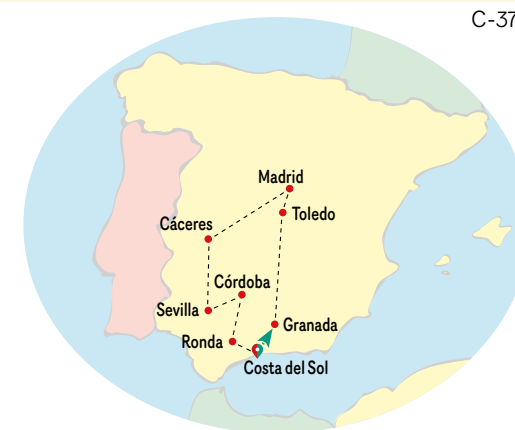 C-37
Madrid
Toledo
Cáceres
Córdoba
Sevilla
Granada
Ronda
Costa del Sol